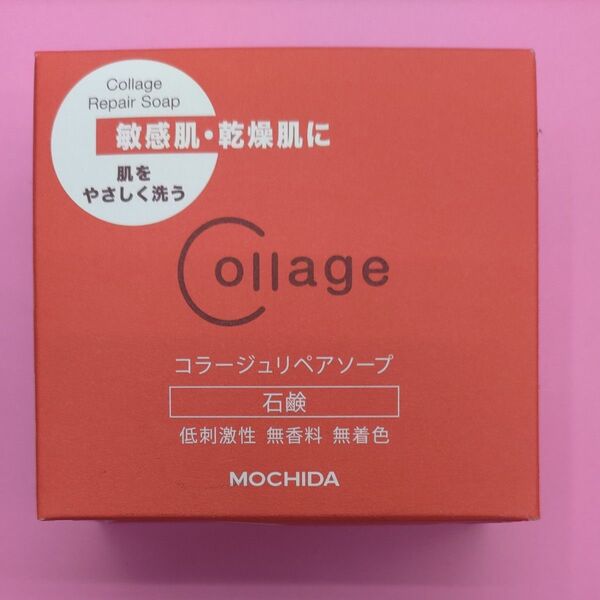 Collage
Repair Soap
敏感肌・乾燥肌に
肌を
やさしく洗う
Collage
コラージュリペアソープ
石鹸
低刺激性 無香料 無着色
MOCHIDA